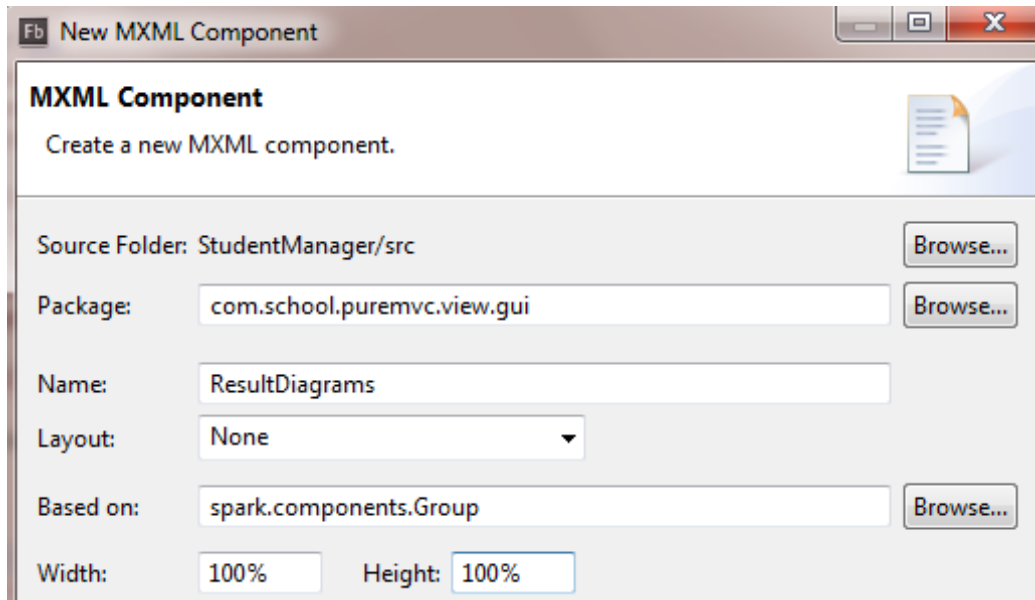 Fb New MXML Component
MXML Component
Create a new MXML component.
Source Folder: StudentManager/src Browse...
Package: com.school.puremvc.view.gui Browse...
Name: ResultDiagrams
Layout: None
Based on: spark.components.Group Browse...
Width: 100% Height: 100%